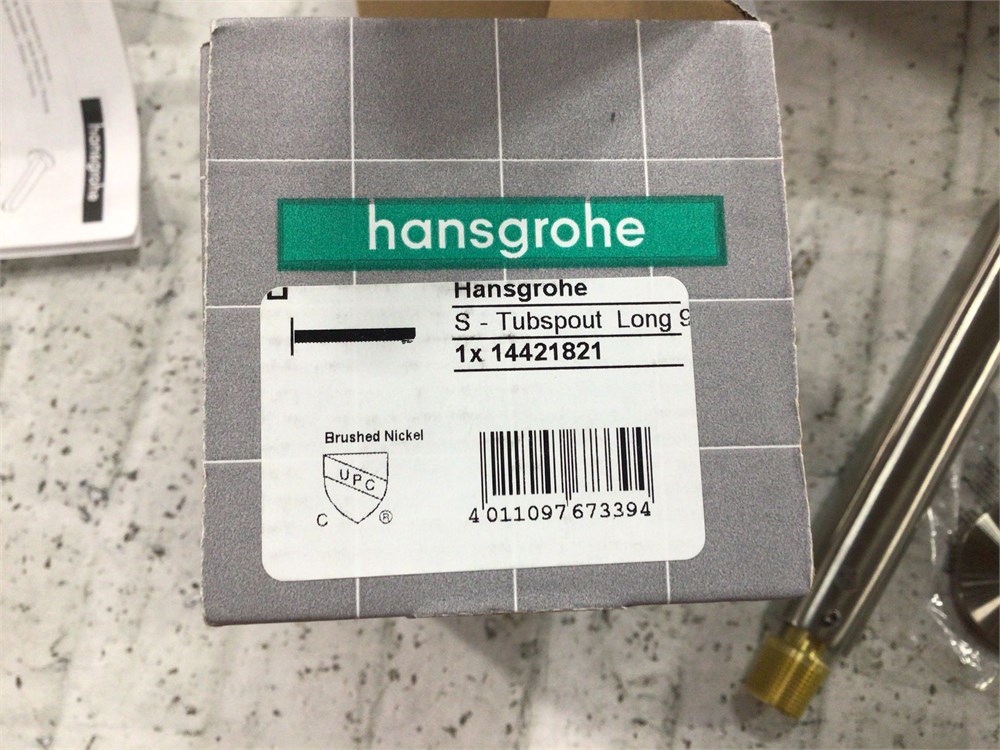 hansgrohe
hansgrohe
Hansgrohe
S - Tubspout Long 9
1x 14421821
Brushed Nickel
UPC
C ®
4 011097 673394